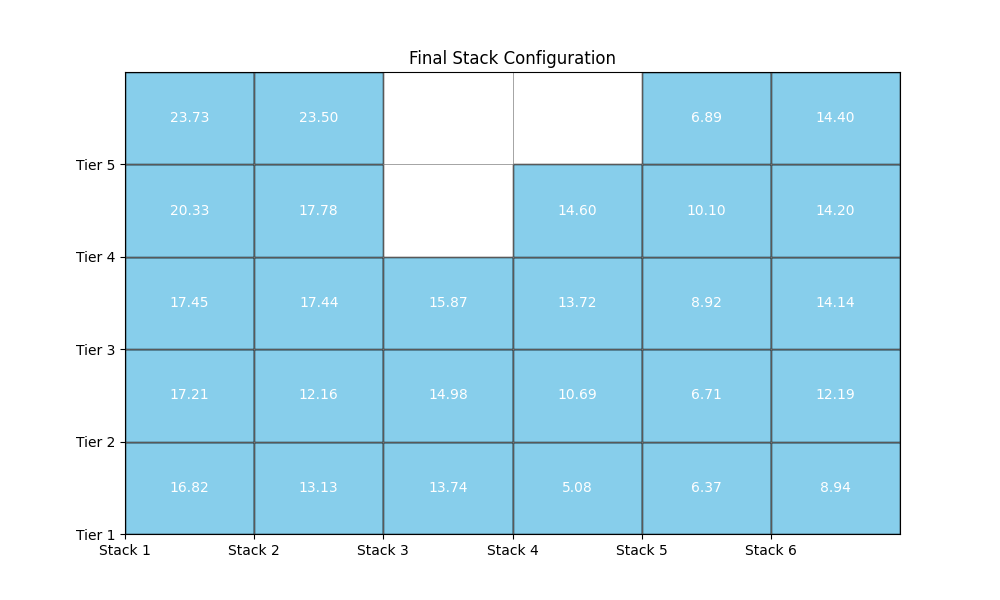 Final Stack Configuration
23.73 23.50 6.89 14.40
Tier 5
20.33 17.78 14.60 10.10 14.20
Tier 4
17.45 17.44 15.87 13.72 8.92 14.14
Tier 3
17.21 12.16 14.98 10.69 6.71 12.19
Tier 2
16.82 13.13 13.74 5.08 6.37 8.94
Tier 1
Stack 1 Stack 2 Stack 3 Stack 4 Stack 5 Stack 6